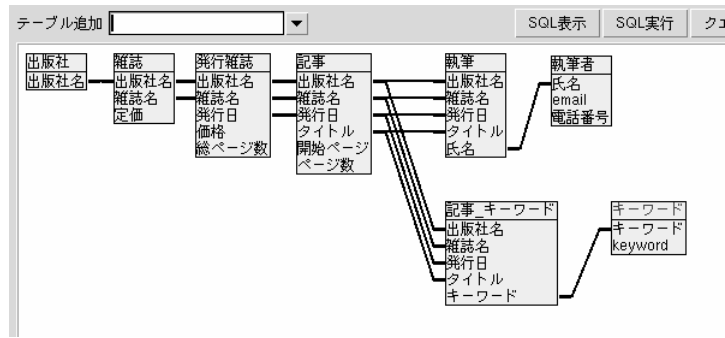 テーブル追加
SQL表示
SQL実行
出版社
出版社名
雑誌
出版社名
雑誌名
定価
発行雑誌
出版社名
雑誌名
発行日
価格
総ページ数
記事
出版社名
雑誌名
発行日
タイトル
開始ページ
ページ数
執筆
出版社名
雑誌名
発行日
タイトル
氏名
執筆者
氏名
email
電話番号
記事_キーワード
出版社名
雑誌名
発行日
タイトル
キーワード
キーワード
キーワード
keyword